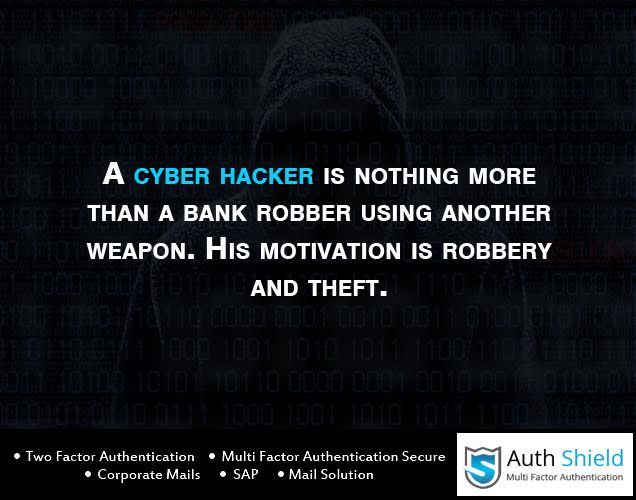 A CYBER HACKER IS NOTHING MORE
THAN A BANK ROBBER USING ANOTHER
WEAPON. HIS MOTIVATION IS ROBBERY
AND THEFT.
• Two Factor Authentication • Multi Factor Authentication Secure
• Corporate Mails • SAP • Mail Solution
S
Auth Shield
Multi Factor Authentication